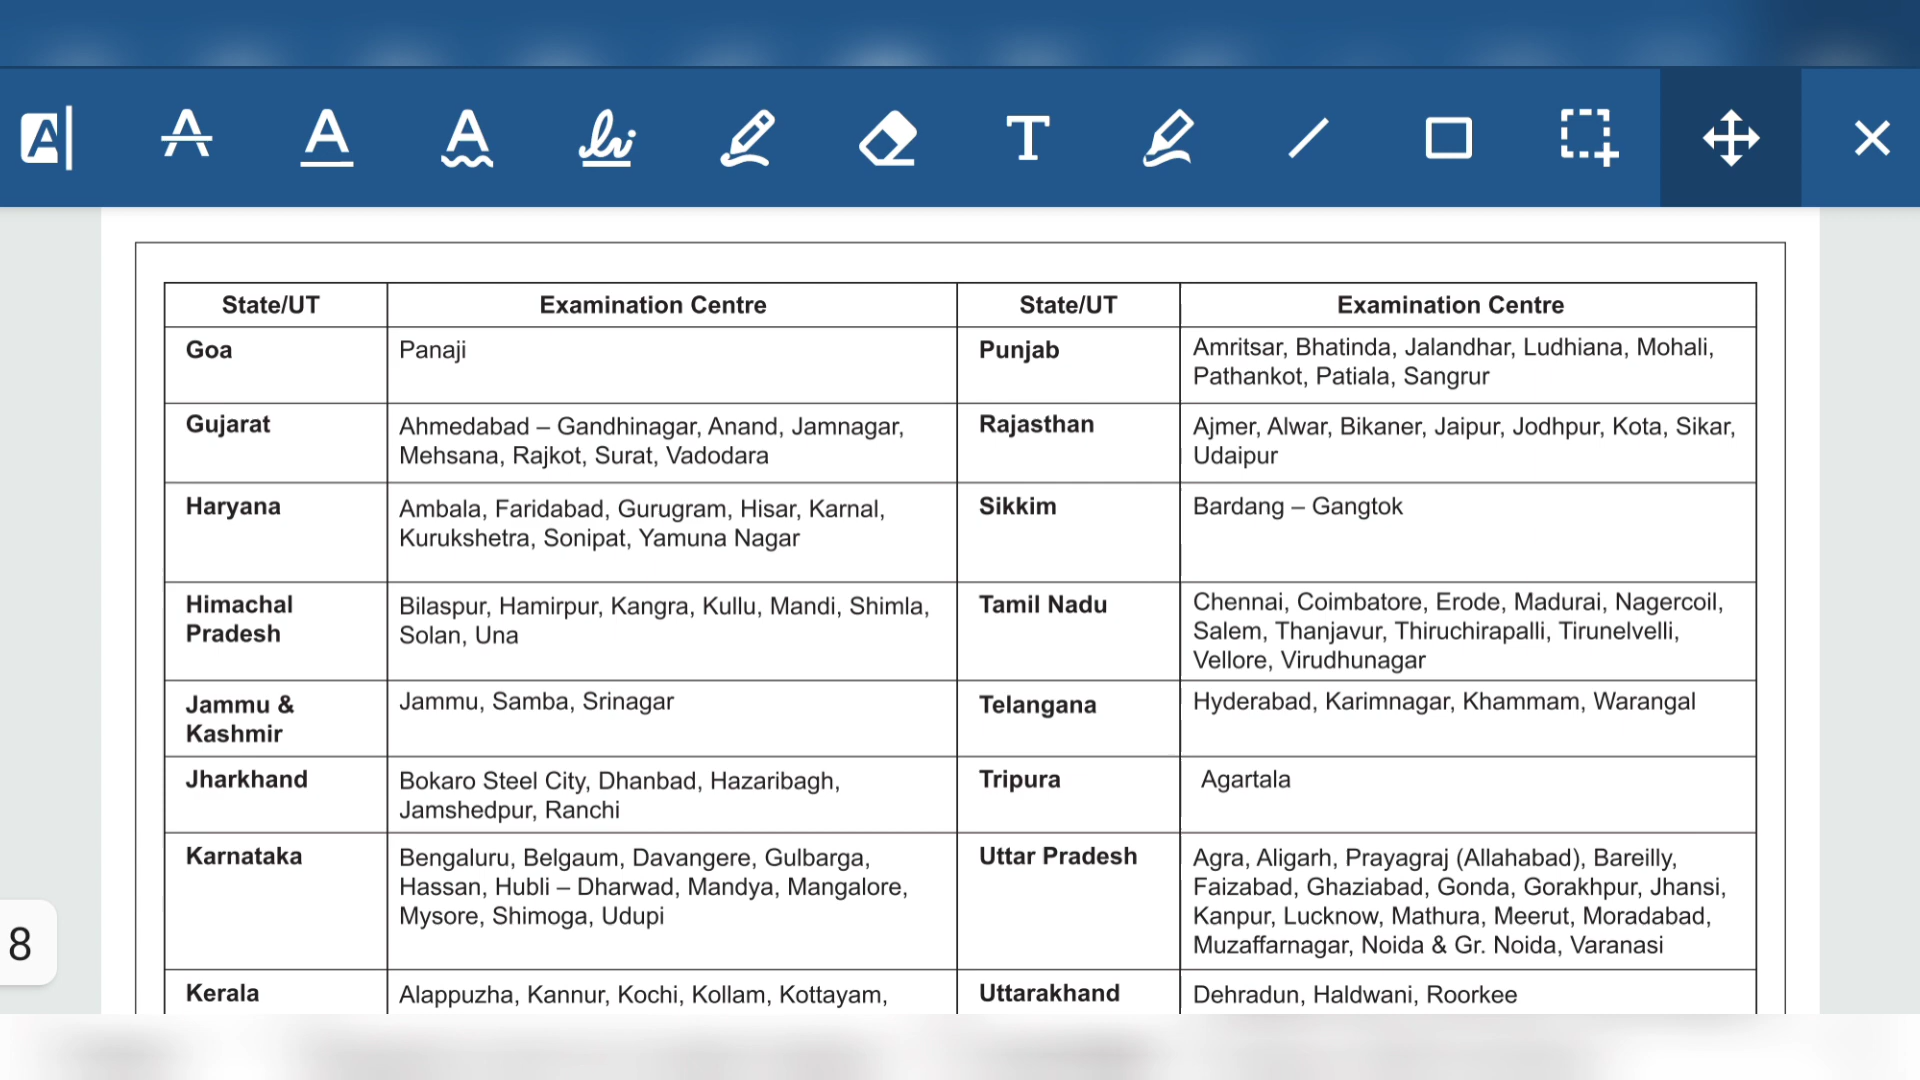 State/UT Examination Centre State/UT Examination Centre
Goa Panaji Punjab Amritsar, Bhatinda, Jalandhar, Ludhiana, Mohali,
Pathankot, Patiala, Sangrur
Gujarat Ahmedabad – Gandhinagar, Anand, Jamnagar,
Mehsana, Rajkot, Surat, Vadodara
Rajasthan Ajmer, Alwar, Bikaner, Jaipur, Jodhpur, Kota, Sikar,
Udaipur
Haryana Ambala, Faridabad, Gurugram, Hisar, Karnal,
Kurukshetra, Sonipat, Yamuna Nagar
Sikkim Bardang – Gangtok
Himachal
Pradesh
Bilaspur, Hamirpur, Kangra, Kullu, Mandi, Shimla,
Solan, Una
Tamil Nadu Chennai, Coimbatore, Erode, Madurai, Nagercoil,
Salem, Thanjavur, Thiruchirapalli, Tirunelvelli,
Vellore, Virudhunagar
Jammu &
Kashmir
Jammu, Samba, Srinagar
Telangana Hyderabad, Karimnagar, Khammam, Warangal
Jharkhand Bokaro Steel City, Dhanbad, Hazaribagh,
Jamshedpur, Ranchi
Tripura Agartala
Karnataka Bengaluru, Belgaum, Davangere, Gulbarga,
Hassan, Hubli – Dharwad, Mandya, Mangalore,
Mysore, Shimoga, Udupi
Uttar Pradesh Agra, Aligarh, Prayagraj (Allahabad), Bareilly,
Faizabad, Ghaziabad, Gonda, Gorakhpur, Jhansi,
Kanpur, Lucknow, Mathura, Meerut, Moradabad,
Muzaffarnagar, Noida & Gr. Noida, Varanasi
8
Kerala Alappuzha, Kannur, Kochi, Kollam, Kottayam,
Uttarakhand Dehradun, Haldwani, Roorkee